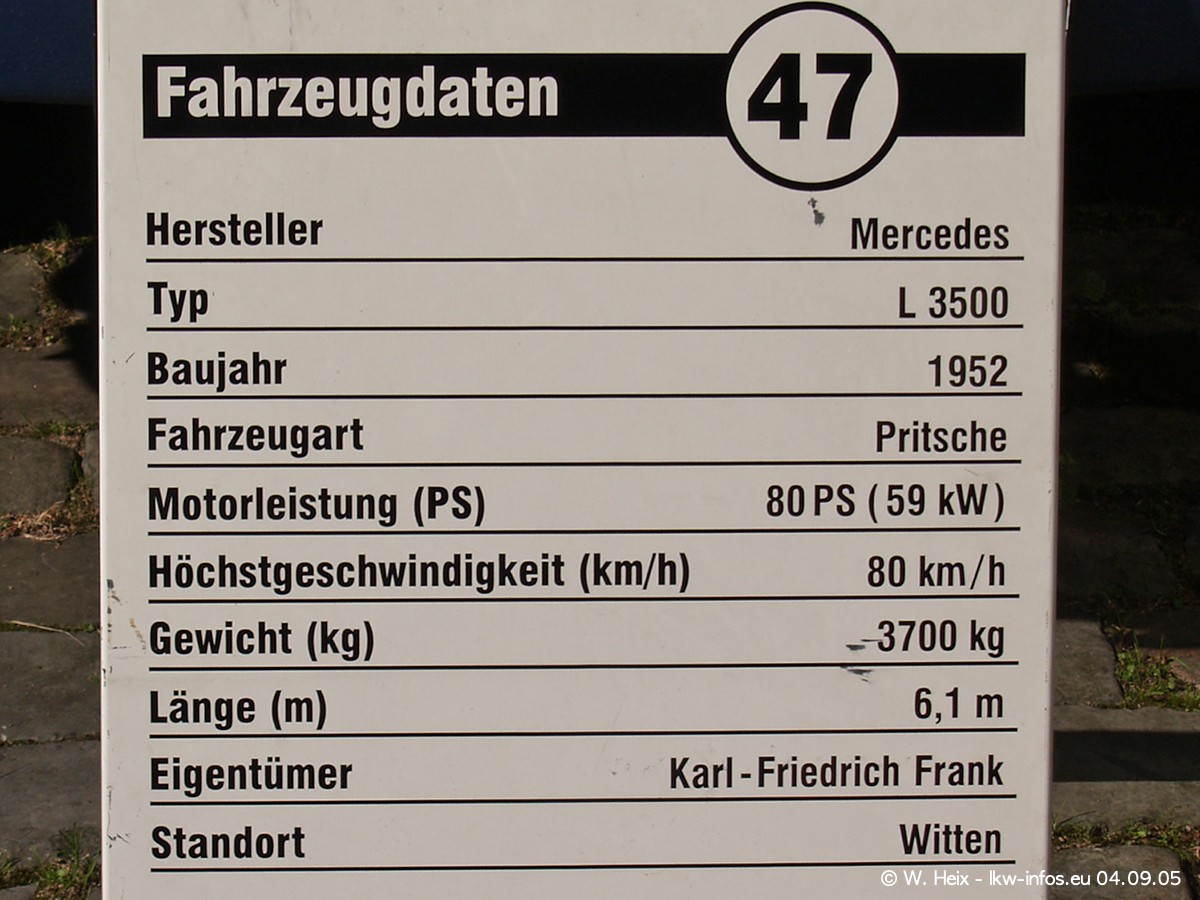 Fahrzeugdaten 47
Hersteller Mercedes
Typ L 3500
Baujahr 1952
Fahrzeugart Pritsche
Motorleistung (PS) 80 PS (59 kW)
Höchstgeschwindigkeit (km/h) 80 km/h
Gewicht (kg) 3700 kg
Länge (m) 6,1 m
Eigentümer Karl-Friedrich Frank
Standort Witten
© W. Heix - lkw-infos.eu 04.09.05